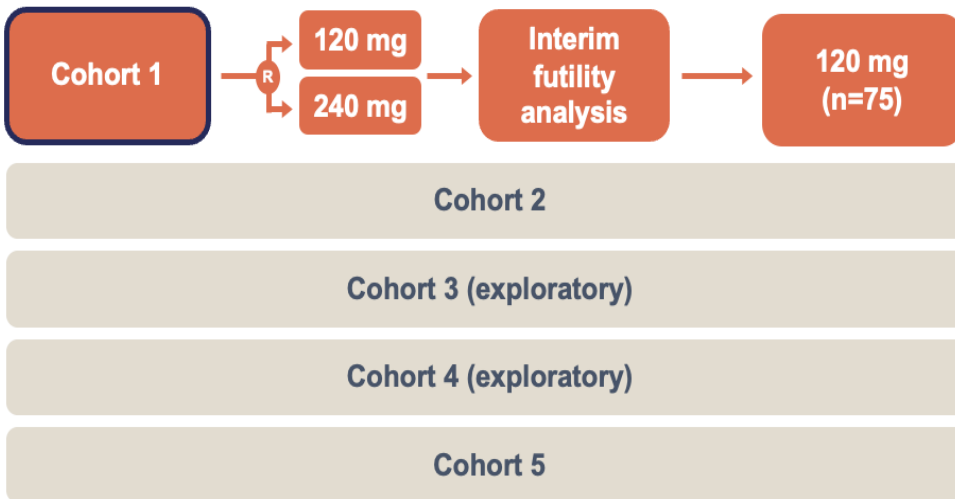 Cohort 1
R
120 mg
240 mg
Interim
futility
analysis
120 mg
(n=75)
Cohort 2
Cohort 3 (exploratory)
Cohort 4 (exploratory)
Cohort 5